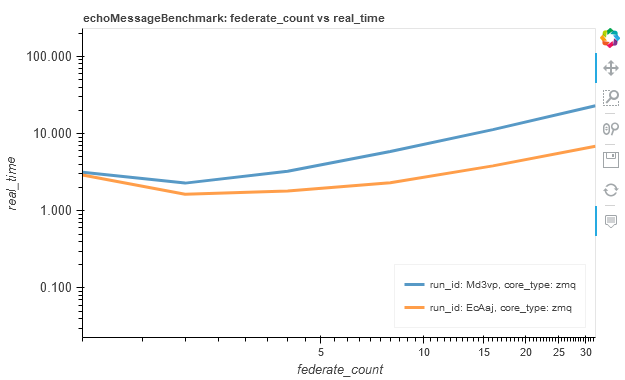 echoMessageBenchmark: federate_count vs real_time
100.000
10.000
1.000
0.100
real_time
5
10
15
20
25
30
federate_count
run_id: Md3vp, core_type: zmq
run_id: EcAaj, core_type: zmq